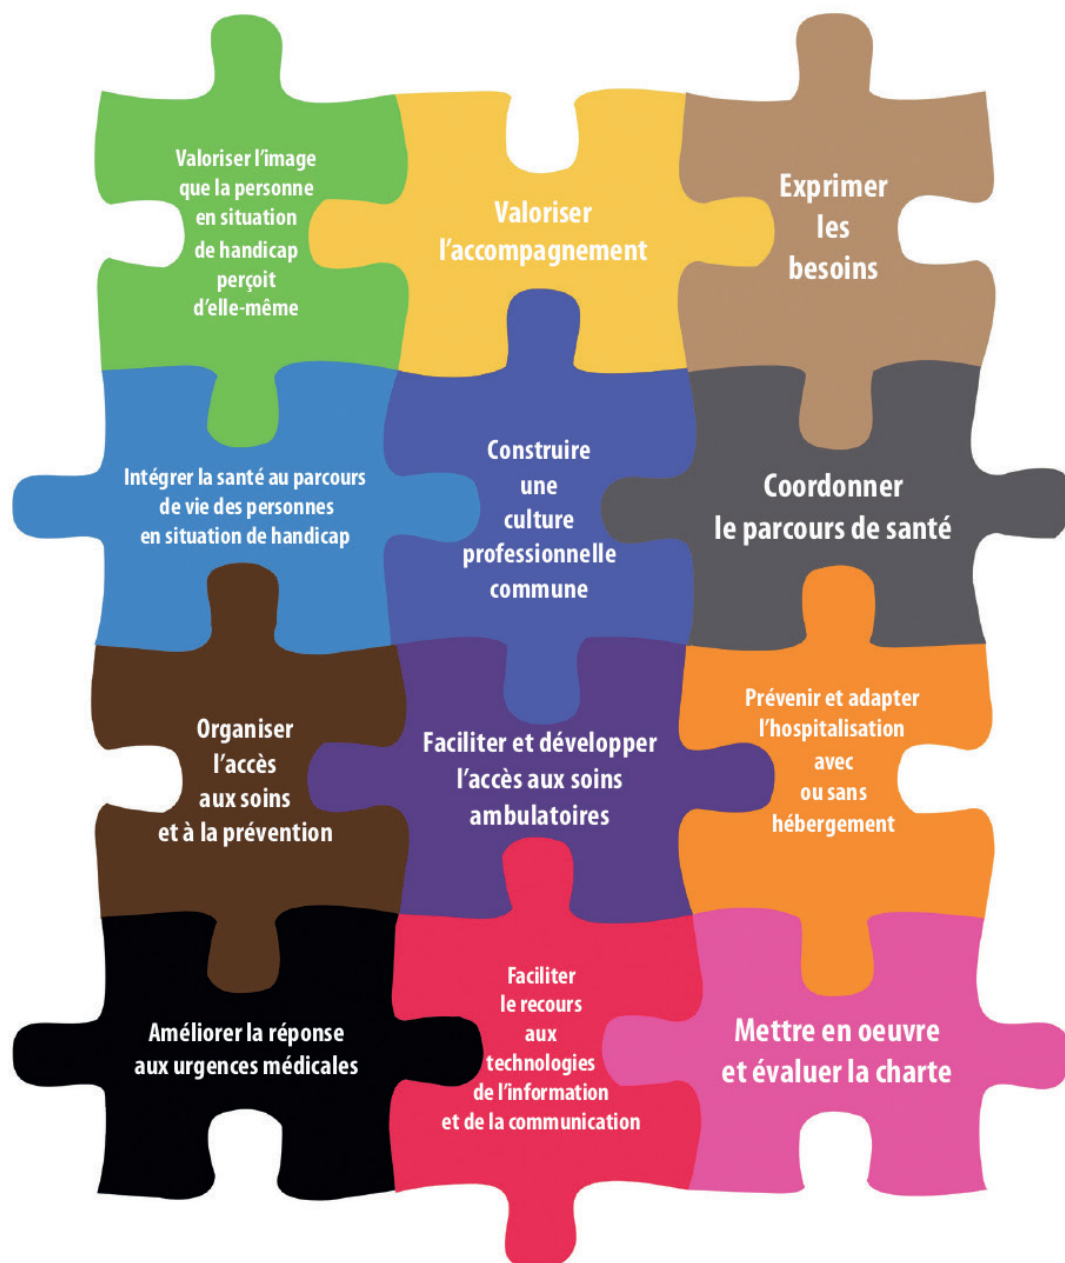 Valoriser l'image
que la personne
en situation
de handicap
perçoit
d'elle-même
Valoriser
l'accompagnement
Exprimer
les
besoins
Intégrer la santé au parcours
de vie des personnes
en situation de handicap
Construire
une
culture
professionnelle
commune
Coordonner
le parcours de santé
Organiser
l'accès
aux soins
et à la prévention
Faciliter et développer
l'accès aux soins
ambulatoires
Prévenir et adapter
l'hospitalisation
avec
ou sans
hébergement
Améliorer la réponse
aux urgences médicales
Faciliter
le recours
aux
technologies
de l'information
et de la communication
Mettre en oeuvre
et évaluer la charte